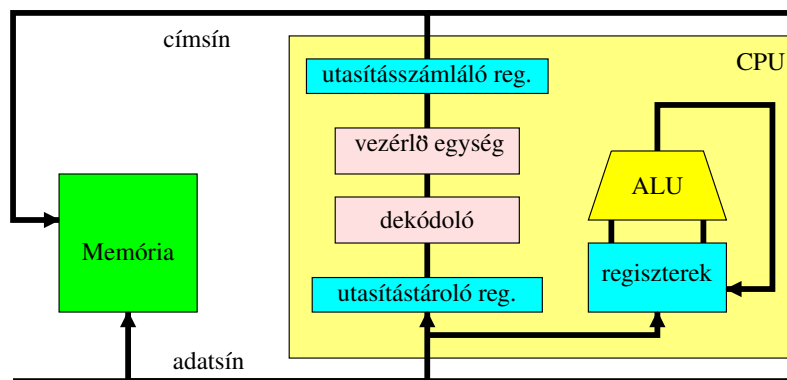 címsín
CPU
utasításszámláló reg.
vezérlő egység
ALU
dekódoló
Memória
regiszterek
utasítástároló reg.
adatsín